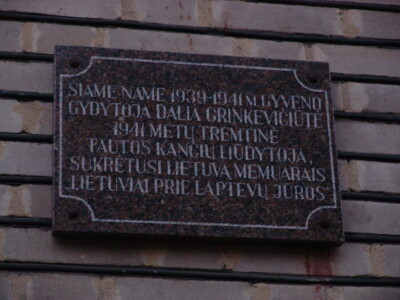 ŠIAME NAME 1939-1941 M. GYVENO
GYDYTOJA DALIA GRINKEVIČIŪTĖ
1941 METŲ TREMTINĖ
TAUTOS KANČIŲ LIUDYTOJA,
SUKRĖTUSI LIETUVĄ MEMUARAIS
„LIETUVIAI PRIE LAPTEVŲ JŪROS"